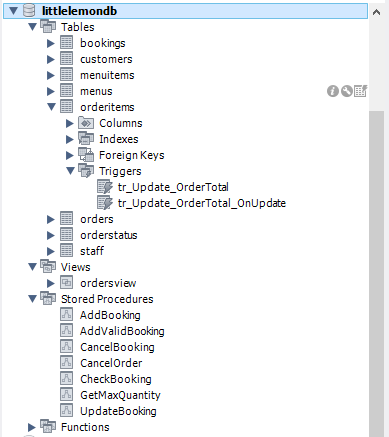 littlelemondb
Tables
bookings
customers
menuitems
menus
orderitems
Columns
Indexes
Foreign Keys
Triggers
tr_Update_OrderTotal
tr_Update_OrderTotal_OnUpdate
orders
orderstatus
staff
Views
ordersview
Stored Procedures
AddBooking
AddValidBooking
CancelBooking
CancelOrder
CheckBooking
GetMaxQuantity
UpdateBooking
Functions